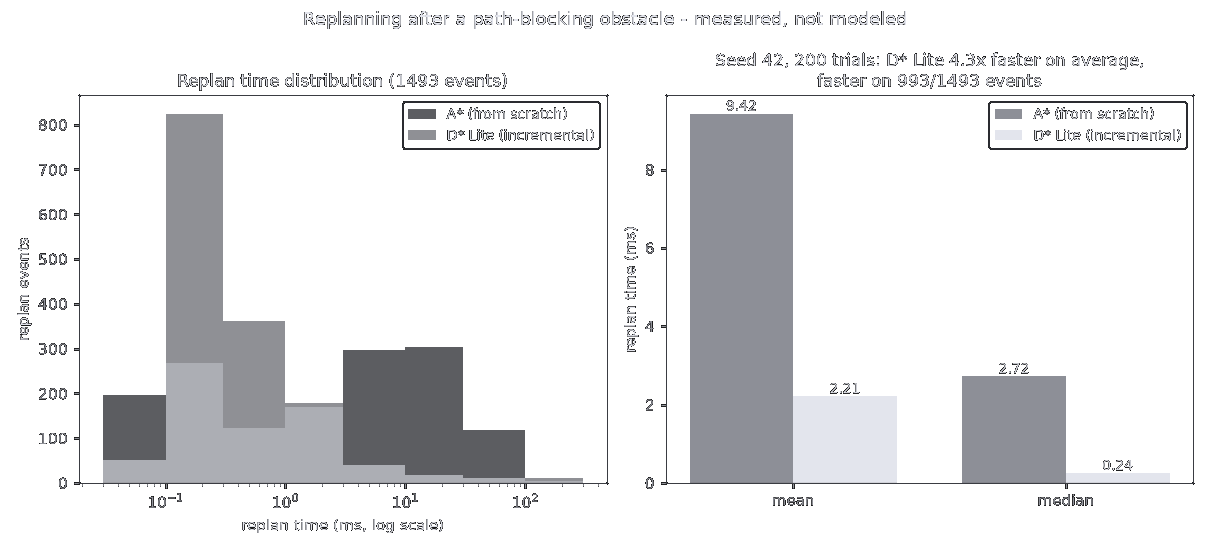 Replanning after a path-blocking obstacle - measured, not modeled
Replan time distribution (1493 events)
A* (from scratch)
D* Lite (incremental)
replan events
800
700
600
500
400
300
200
100
0
10⁻¹
10⁰
10¹
10²
replan time (ms, log scale)
Seed 42, 200 trials: D* Lite 4.3x faster on average,
faster on 993/1493 events
A* (from scratch)
D* Lite (incremental)
replan time (ms)
8
6
4
2
0
9.42
2.21
2.72
0.24
mean
median